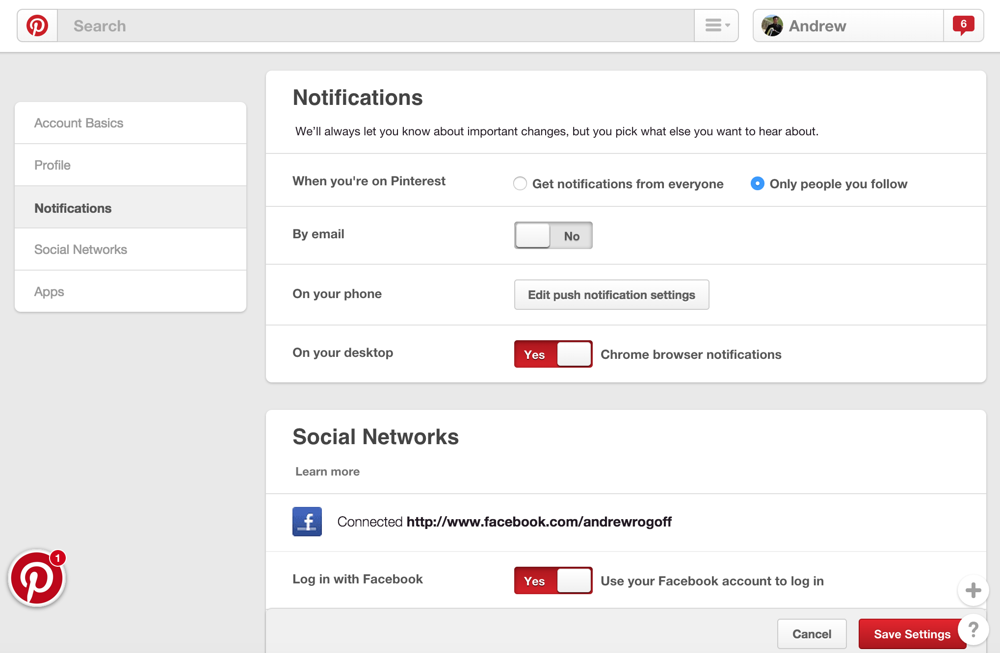 Search
Andrew
6
Account Basics
Profile
Notifications
Social Networks
Apps
Notifications
We’ll always let you know about important changes, but you pick what else you want to hear about.
When you're on Pinterest
Get notifications from everyone
Only people you follow
By email
No
On your phone
Edit push notification settings
On your desktop
Yes
Chrome browser notifications
Social Networks
Learn more
Connected http://www.facebook.com/andrewrogoff
Log in with Facebook
Yes
Use your Facebook account to log in
1
Cancel
Save Settings
?